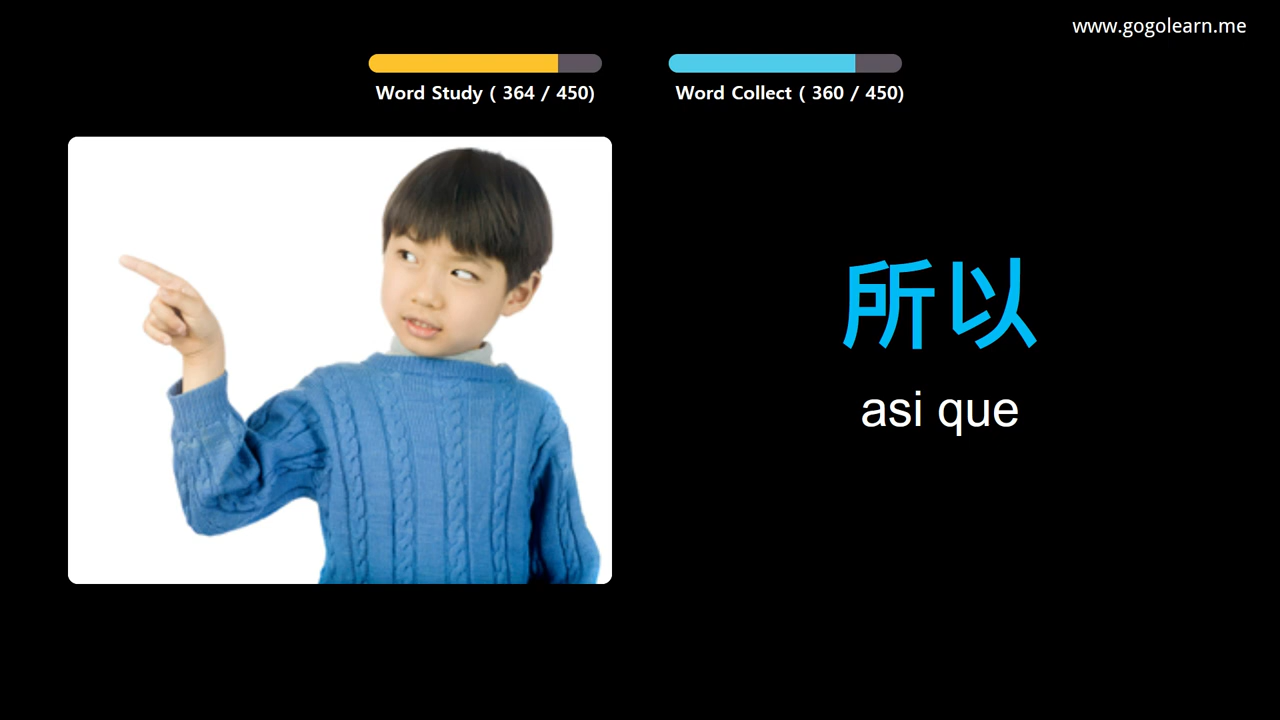 www.gogolearn.me
Word Study ( 364 / 450)
Word Collect ( 360 / 450)
所以
asi que